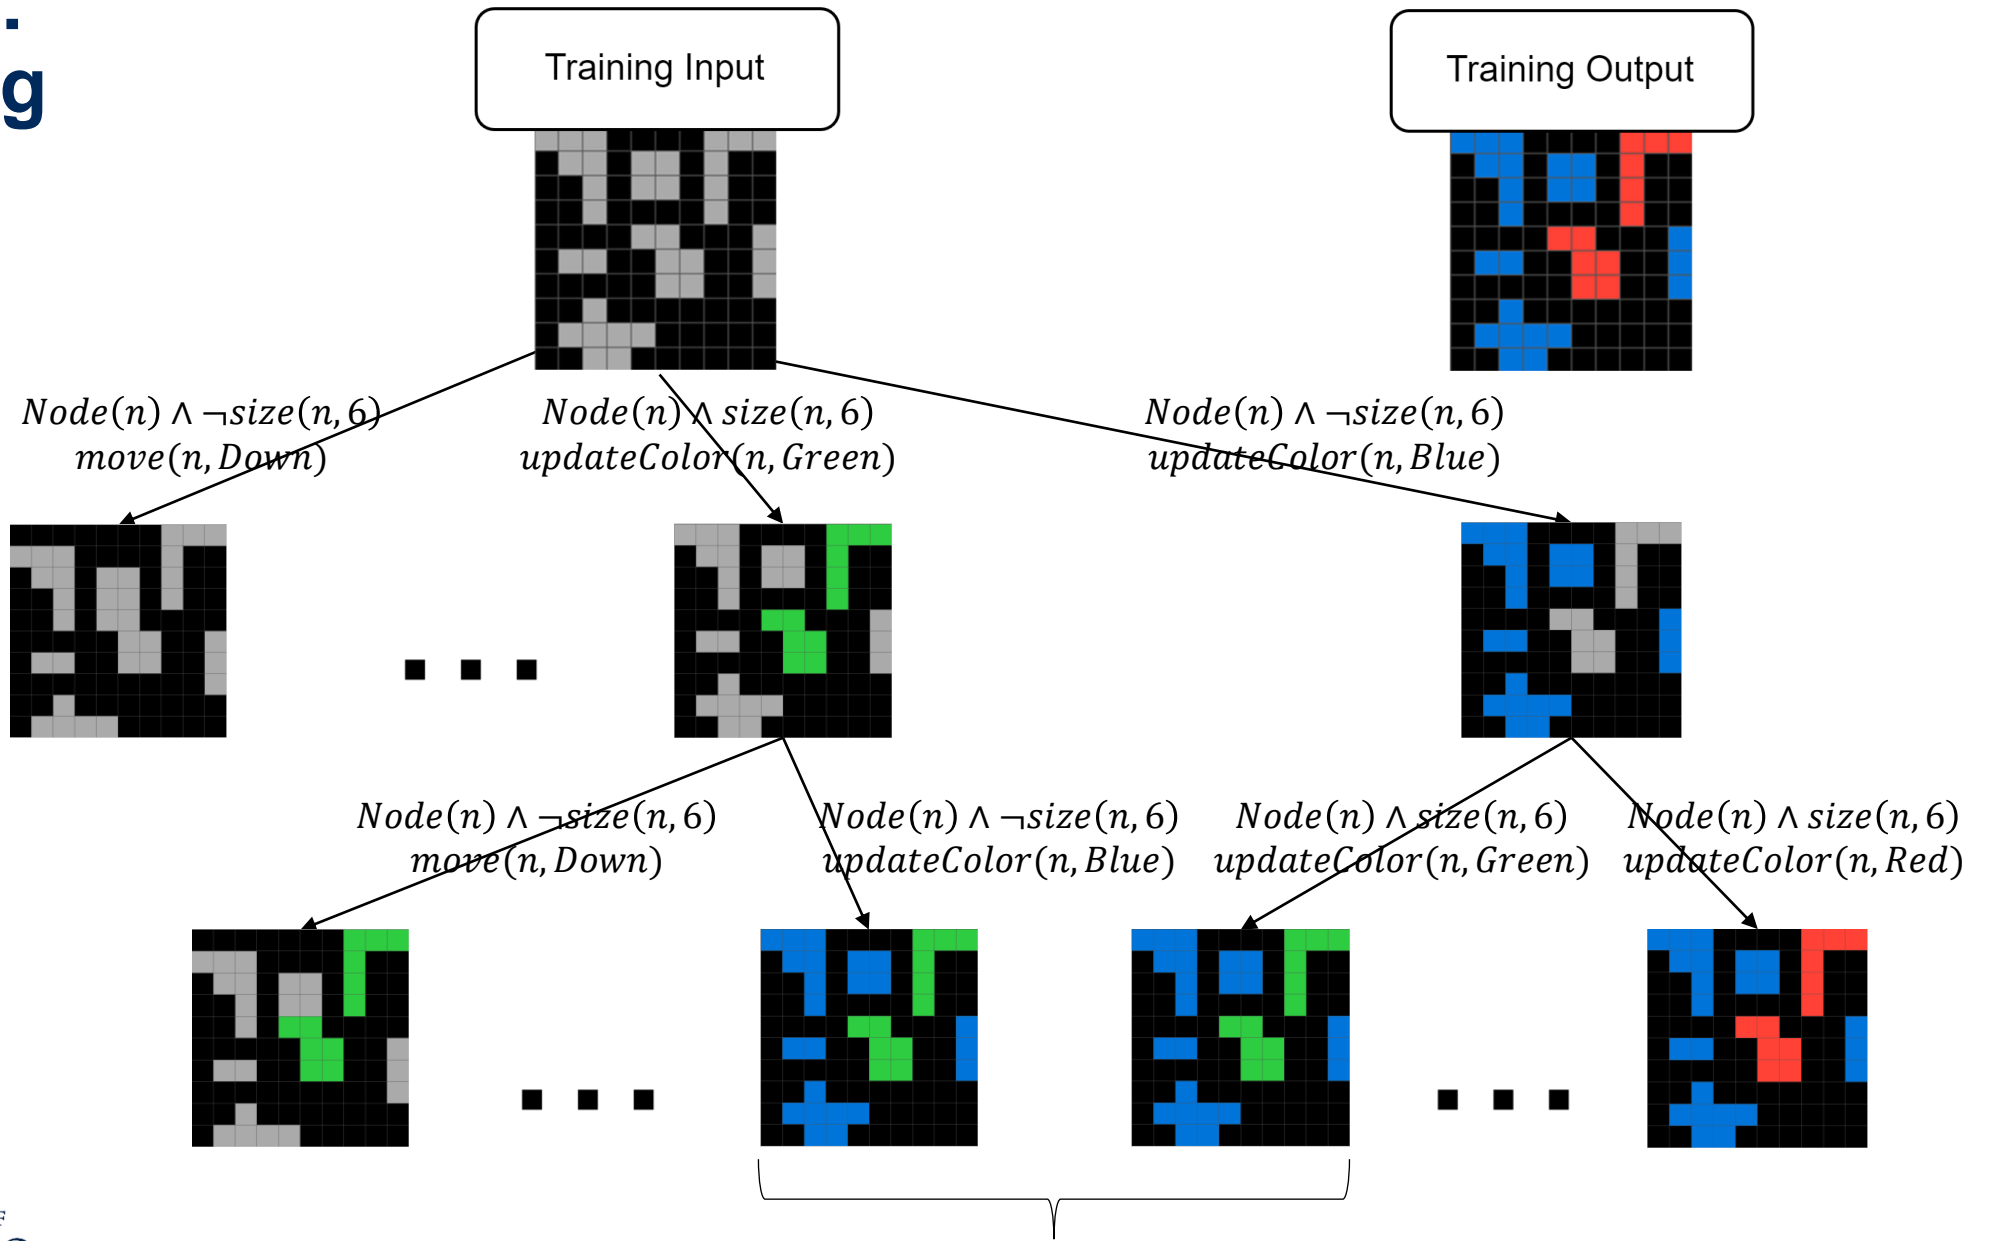 g
Training Input
Training Output
Node(n) ∧ ¬size(n, 6)
move(n, Down)
Node(n) ∧ size(n, 6)
updateColor(n, Green)
Node(n) ∧ ¬size(n, 6)
updateColor(n, Blue)
Node(n) ∧ ¬size(n, 6)
move(n, Down)
Node(n) ∧ ¬size(n, 6)
updateColor(n, Blue)
Node(n) ∧ size(n, 6)
updateColor(n, Green)
Node(n) ∧ size(n, 6)
updateColor(n, Red)